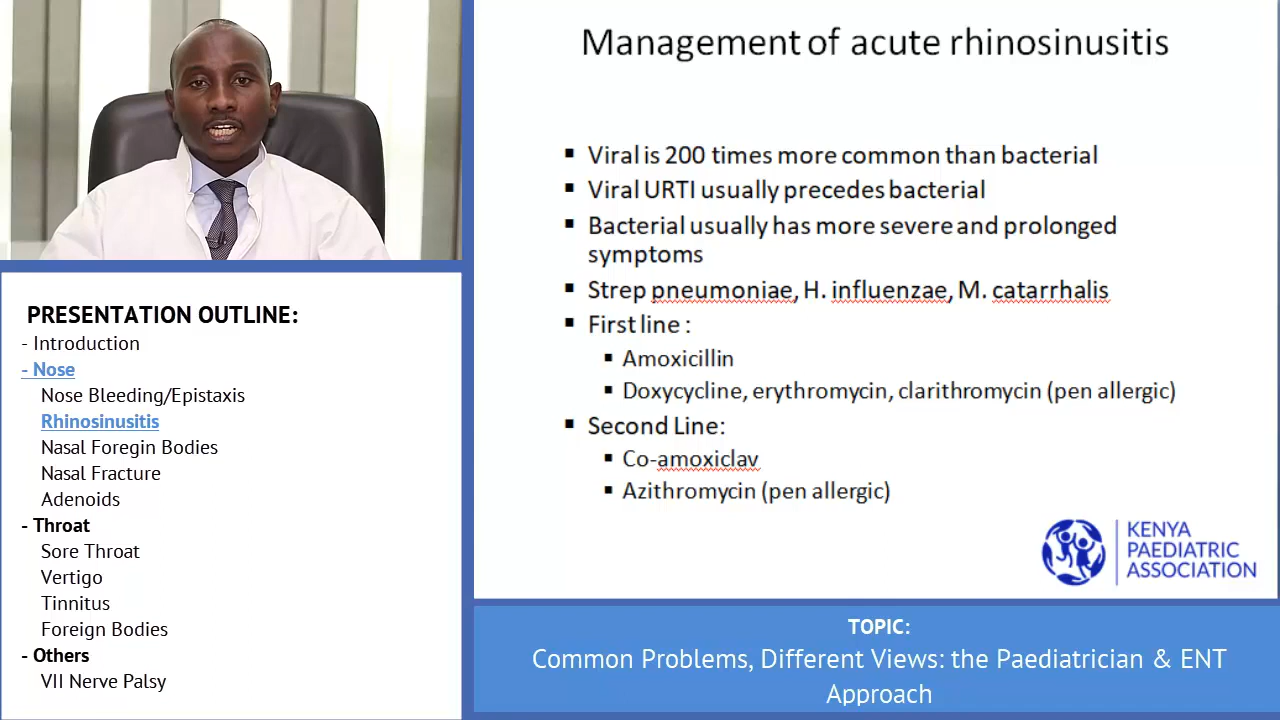 Management of acute rhinosinusitis
▪ Viral is 200 times more common than bacterial
▪ Viral URTI usually precedes bacterial
▪ Bacterial usually has more severe and prolonged
symptoms
▪ Strep pneumoniae, H. influenzae, M. catarrhalis
▪ First line :
▪ Amoxicillin
▪ Doxycycline, erythromycin, clarithromycin (pen allergic)
▪ Second Line:
▪ Co-amoxiclav
▪ Azithromycin (pen allergic)
KENYA
PAEDIATRIC
ASSOCIATION
PRESENTATION OUTLINE:
- Introduction
- Nose
Nose Bleeding/Epistaxis
Rhinosinusitis
Nasal Foregin Bodies
Nasal Fracture
Adenoids
- Throat
Sore Throat
Vertigo
Tinnitus
Foreign Bodies
- Others
VII Nerve Palsy
TOPIC:
Common Problems, Different Views: the Paediatrician & ENT
Approach